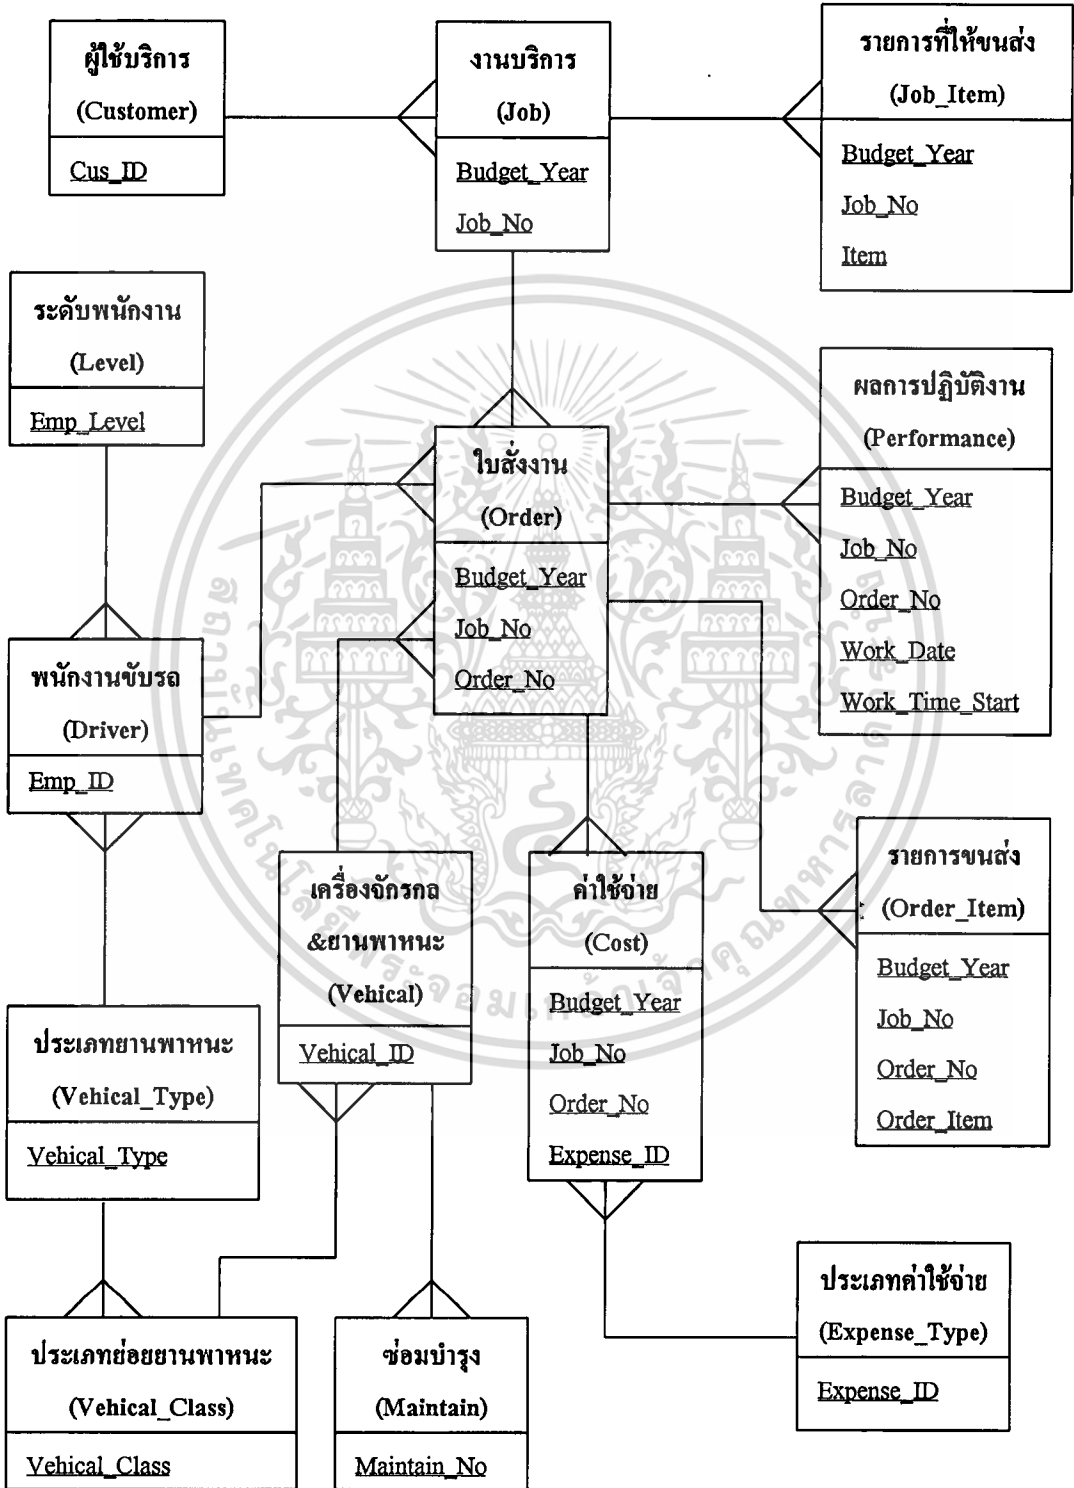 ผู้ใช้บริการ
(Customer)
Cus_ID
งานบริการ
(Job)
Budget_Year
Job_No
รายการที่ให้ขนส่ง
(Job_Item)
Budget_Year
Job_No
Item
ระดับพนักงาน
(Level)
Emp_Level
ใบสั่งงาน
(Order)
Budget_Year
Job_No
Order_No
ผลการปฏิบัติงาน
(Performance)
Budget_Year
Job_No
Order_No
Work_Date
Work_Time_Start
พนักงานขับรถ
(Driver)
Emp_ID
เครื่องจักรกล
&ยานพาหนะ
(Vehical)
Vehical_ID
ค่าใช้จ่าย
(Cost)
Budget_Year
Job_No
Order_No
Expense_ID
รายการขนส่ง
(Order_Item)
Budget_Year
Job_No
Order_No
Order_Item
ประเภทยานพาหนะ
(Vehical_Type)
Vehical_Type
ประเภทย่อยยานพาหนะ
(Vehical_Class)
Vehical_Class
ซ่อมบำรุง
(Maintain)
Maintain_No
ประเภทค่าใช้จ่าย
(Expense_Type)
Expense_ID